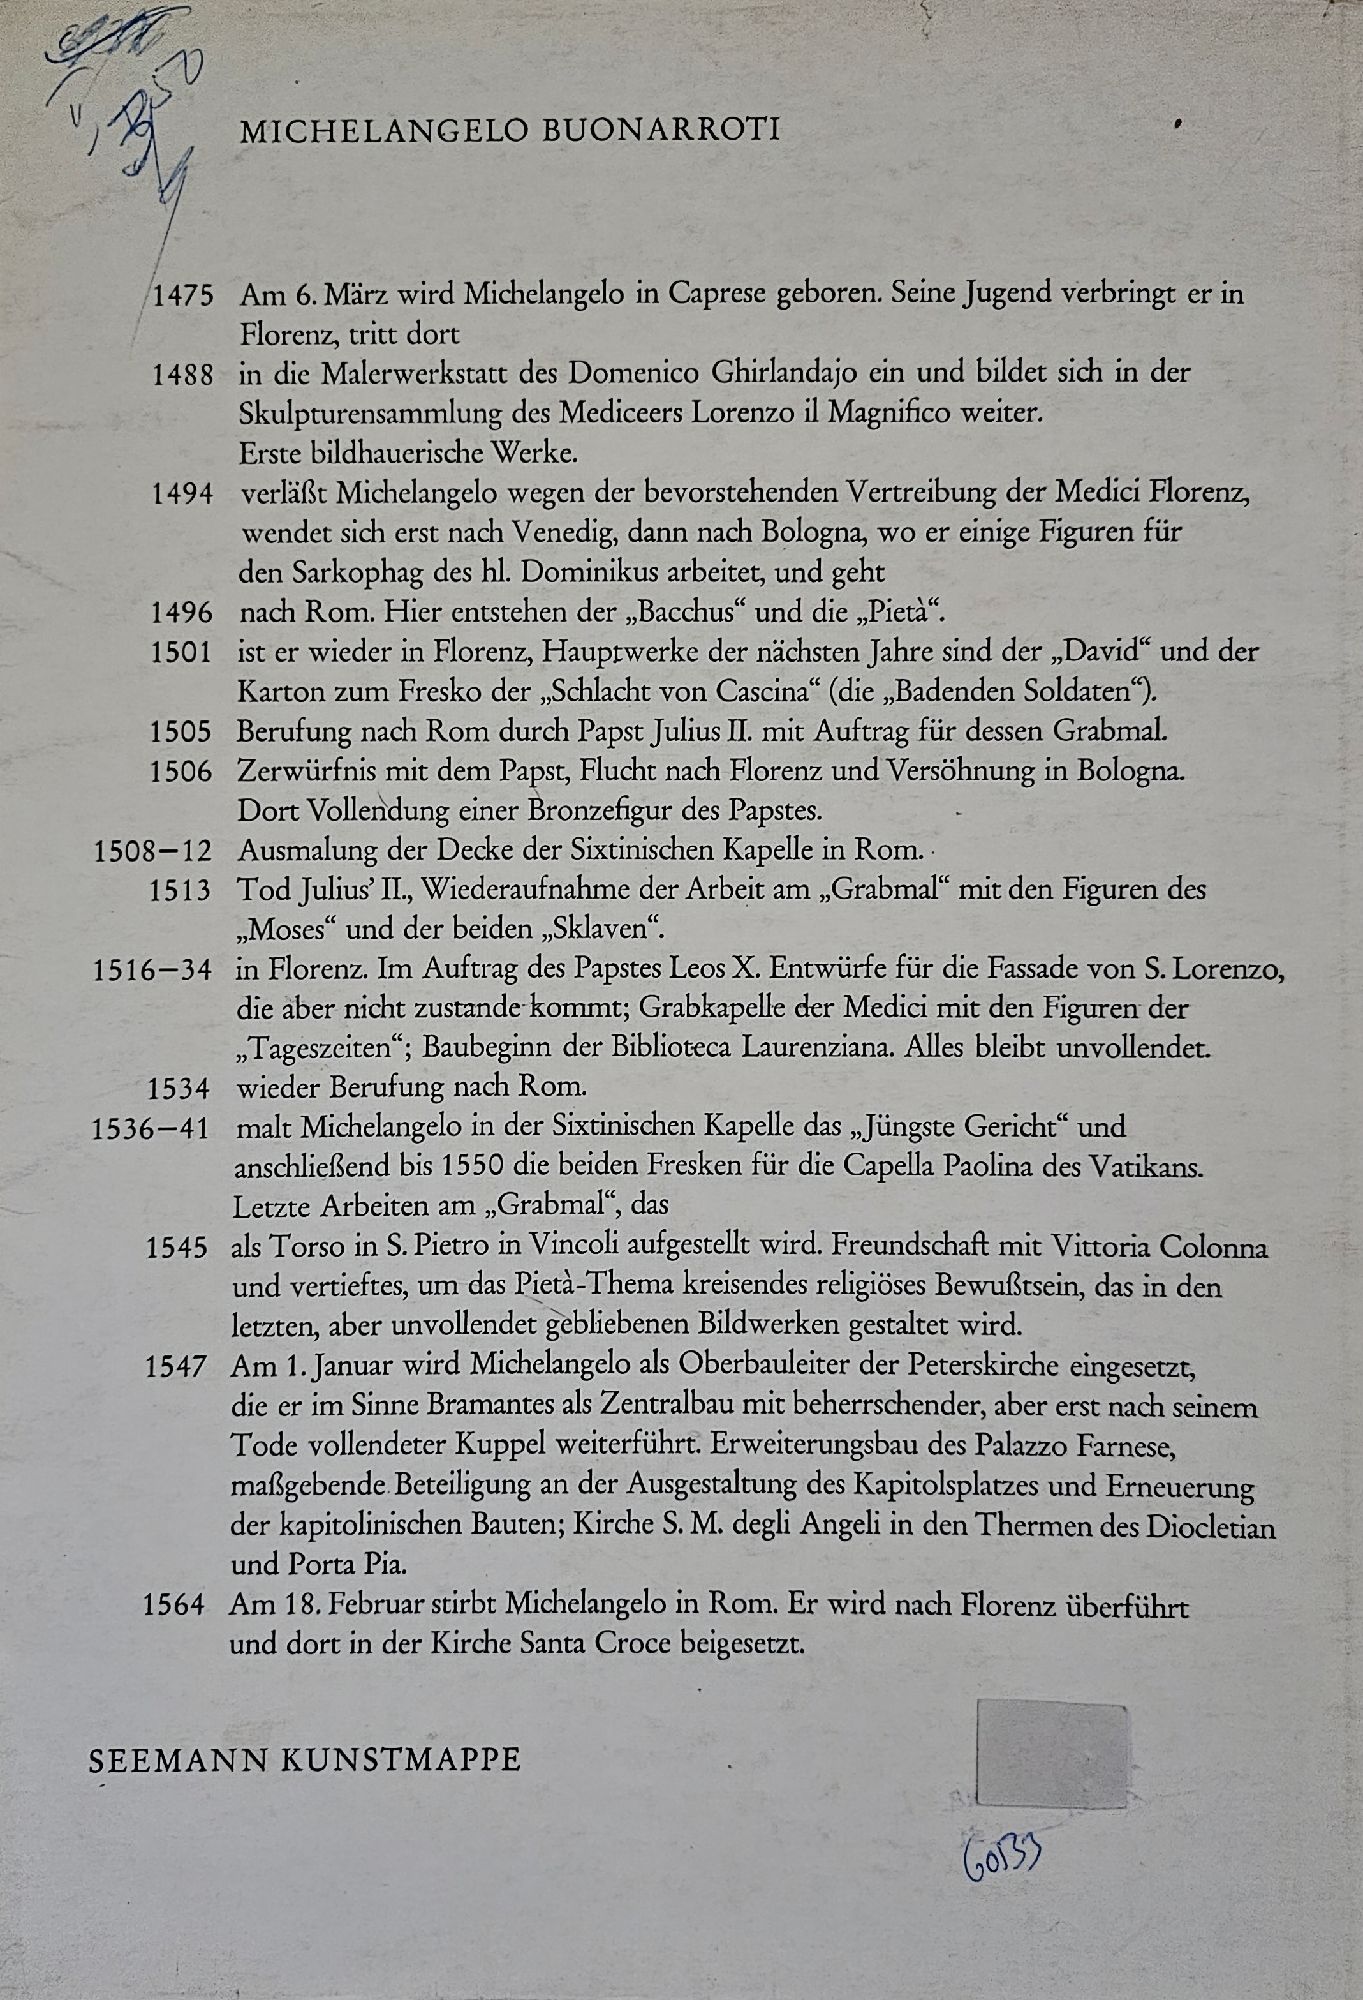 MICHELANGELO BUONARROTI
1475 Am 6. März wird Michelangelo in Caprese geboren. Seine Jugend verbringt er in
Florenz, tritt dort
1488 in die Malerwerkstatt des Domenico Ghirlandajo ein und bildet sich in der
Skulpturensammlung des Mediceers Lorenzo il Magnifico weiter.
Erste bildhauerische Werke.
1494 verläßt Michelangelo wegen der bevorstehenden Vertreibung der Medici Florenz,
wendet sich erst nach Venedig, dann nach Bologna, wo er einige Figuren für
den Sarkophag des hl. Dominikus arbeitet, und geht
1496 nach Rom. Hier entstehen der „Bacchus“ und die „Pietà“.
1501 ist er wieder in Florenz, Hauptwerke der nächsten Jahre sind der „David“ und der
Karton zum Fresko der „Schlacht von Cascina“ (die „Badenden Soldaten“).
1505 Berufung nach Rom durch Papst Julius II. mit Auftrag für dessen Grabmal.
1506 Zerwürfnis mit dem Papst, Flucht nach Florenz und Versöhnung in Bologna.
Dort Vollendung einer Bronzefigur des Papstes.
1508–12 Ausmalung der Decke der Sixtinischen Kapelle in Rom.
1513 Tod Julius’ II., Wiederaufnahme der Arbeit am „Grabmal“ mit den Figuren des
„Moses“ und der beiden „Sklaven“.
1516–34 in Florenz. Im Auftrag des Papstes Leos X. Entwürfe für die Fassade von S. Lorenzo,
die aber nicht zustande kommt; Grabkapelle der Medici mit den Figuren der
„Tageszeiten“; Baubeginn der Biblioteca Laurenziana. Alles bleibt unvollendet.
1534 wieder Berufung nach Rom.
1536–41 malt Michelangelo in der Sixtinischen Kapelle das „Jüngste Gericht“ und
anschließend bis 1550 die beiden Fresken für die Capella Paolina des Vatikans.
Letzte Arbeiten am „Grabmal“, das
1545 als Torso in S. Pietro in Vincoli aufgestellt wird. Freundschaft mit Vittoria Colonna
und vertieftes, um das Pietà-Thema kreisendes religiöses Bewußtsein, das in den
letzten, aber unvollendet gebliebenen Bildwerken gestaltet wird.
1547 Am 1. Januar wird Michelangelo als Oberbauleiter der Peterskirche eingesetzt,
die er im Sinne Bramantes als Zentralbau mit beherrschender, aber erst nach seinem
Tode vollendeter Kuppel weiterführt. Erweiterungsbau des Palazzo Farnese,
maßgebende Beteiligung an der Ausgestaltung des Kapitolsplatzes und Erneuerung
der kapitolinischen Bauten; Kirche S. M. degli Angeli in den Thermen des Diocletian
und Porta Pia.
1564 Am 18. Februar stirbt Michelangelo in Rom. Er wird nach Florenz überführt
und dort in der Kirche Santa Croce beigesetzt.
SEEMANN KUNSTMAPPE